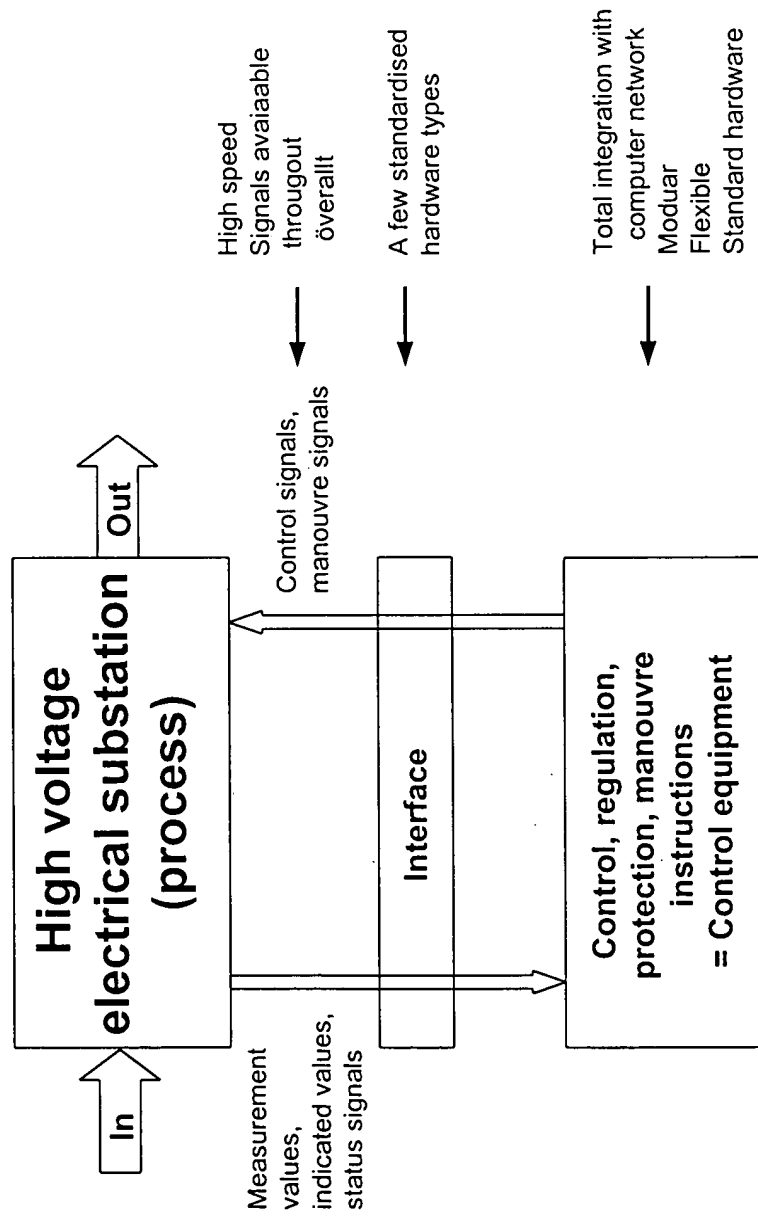 In
High voltage
electrical substation
(process)
Out
Measurement
values,
indicated values,
status signals
Control signals,
manouvre signals
High speed
Signals avaiaable
througout
överallt
Interface
A few standardised
hardware types
Control, regulation,
protection, manouvre
instructions
= Control equipment
Total integration with
computer network
Moduar
Flexible
Standard hardware